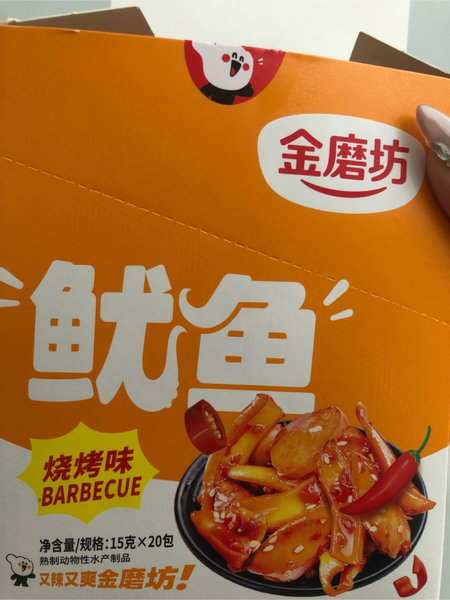 金磨坊
鱿鱼
烧烤味
BARBECUE
净含量/规格:15克×20包
熟制动物性水产制品
又辣又爽金磨坊!